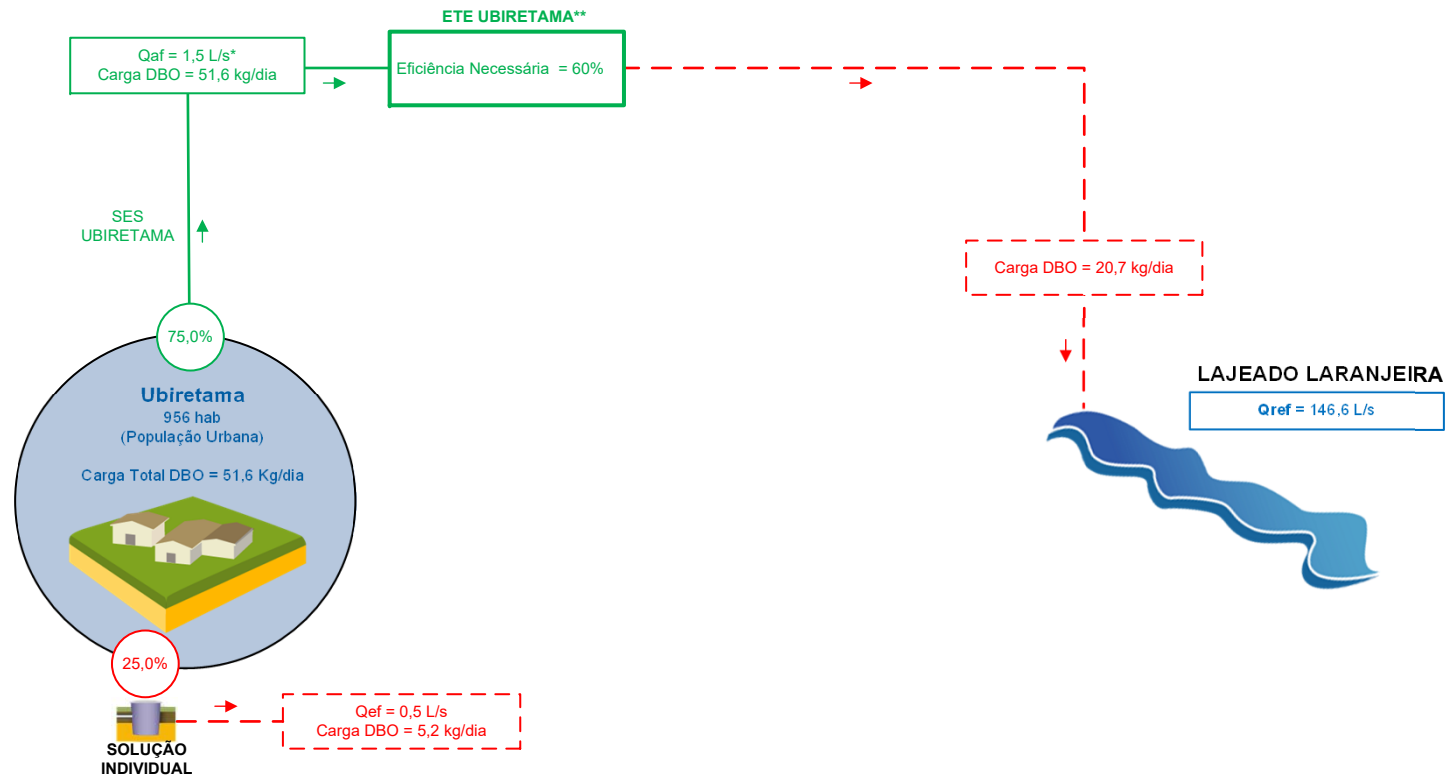 ETE UBIRETAMA**
Qaf = 1,5 L/s*
Carga DBO = 51,6 kg/dia
Eficiência Necessária = 60%
SES
UBIRETAMA
Carga DBO = 20,7 kg/dia
75,0%
LAJEADO LARANJEIRA
Qref = 146,6 L/s
Ubiretama
956 hab
(População Urbana)
Carga Total DBO = 51,6 Kg/dia
25,0%
Qef = 0,5 L/s
Carga DBO = 5,2 kg/dia
SOLUÇÃO
INDIVIDUAL